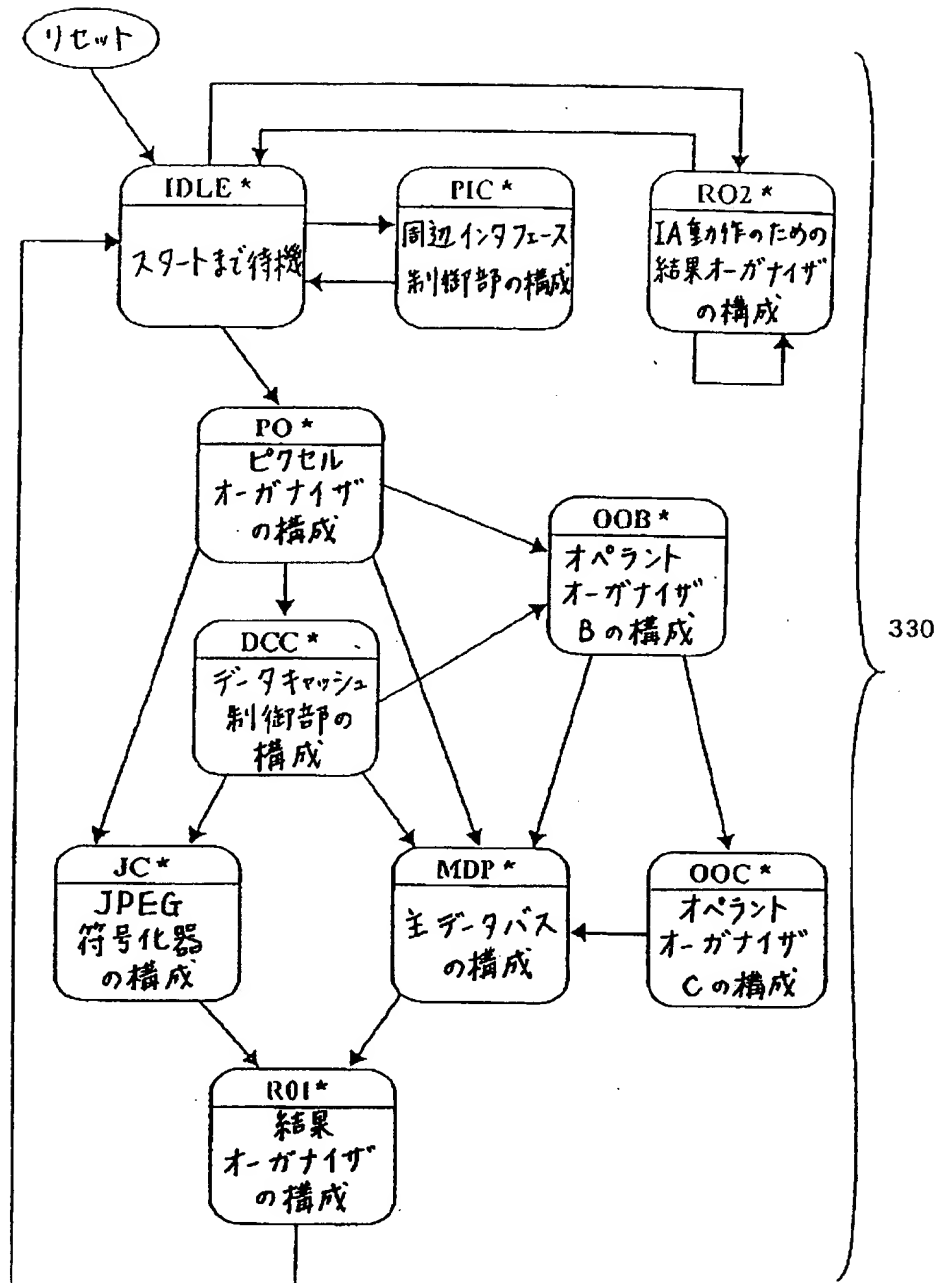 リセット
IDLE *
スタートまで待機
PIC *
周辺インタフェース
制御部の構成
RO2 *
IA動作のための
結果オーガナイザ
の構成
PO *
ピクセル
オーガナイザ
の構成
OOB *
オペラント
オーガナイザ
Bの構成
330
DCC *
データキャッシュ
制御部の
構成
JC *
JPEG
符号化器
の構成
MDP *
主データバス
の構成
OOC *
オペラント
オーガナイザ
Cの構成
RO1 *
結果
オーガナイザ
の構成